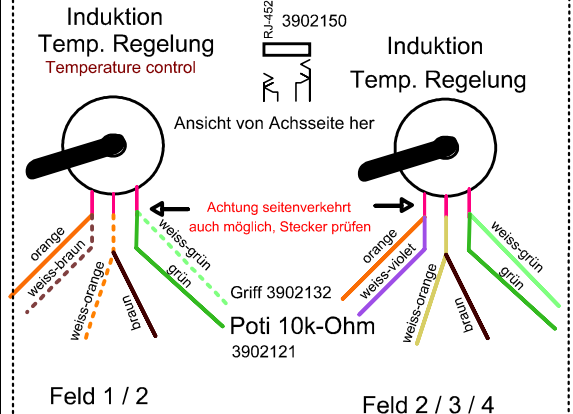 Induktion
Temp. Regelung
Temperature control
RJ-452
3902150
Induktion
Temp. Regelung
Ansicht von Achsseite her
Achtung seitenverkehrt
auch möglich, Stecker prüfen
orange
weiss-braun
weiss-orange
braun
weiss-grün
grün
orange
weiss-violet
weiss-orange
braun
weiss-grün
grün
Griff 3902132
Poti 10k-Ohm
3902121
Feld 1 / 2
Feld 2 / 3 / 4